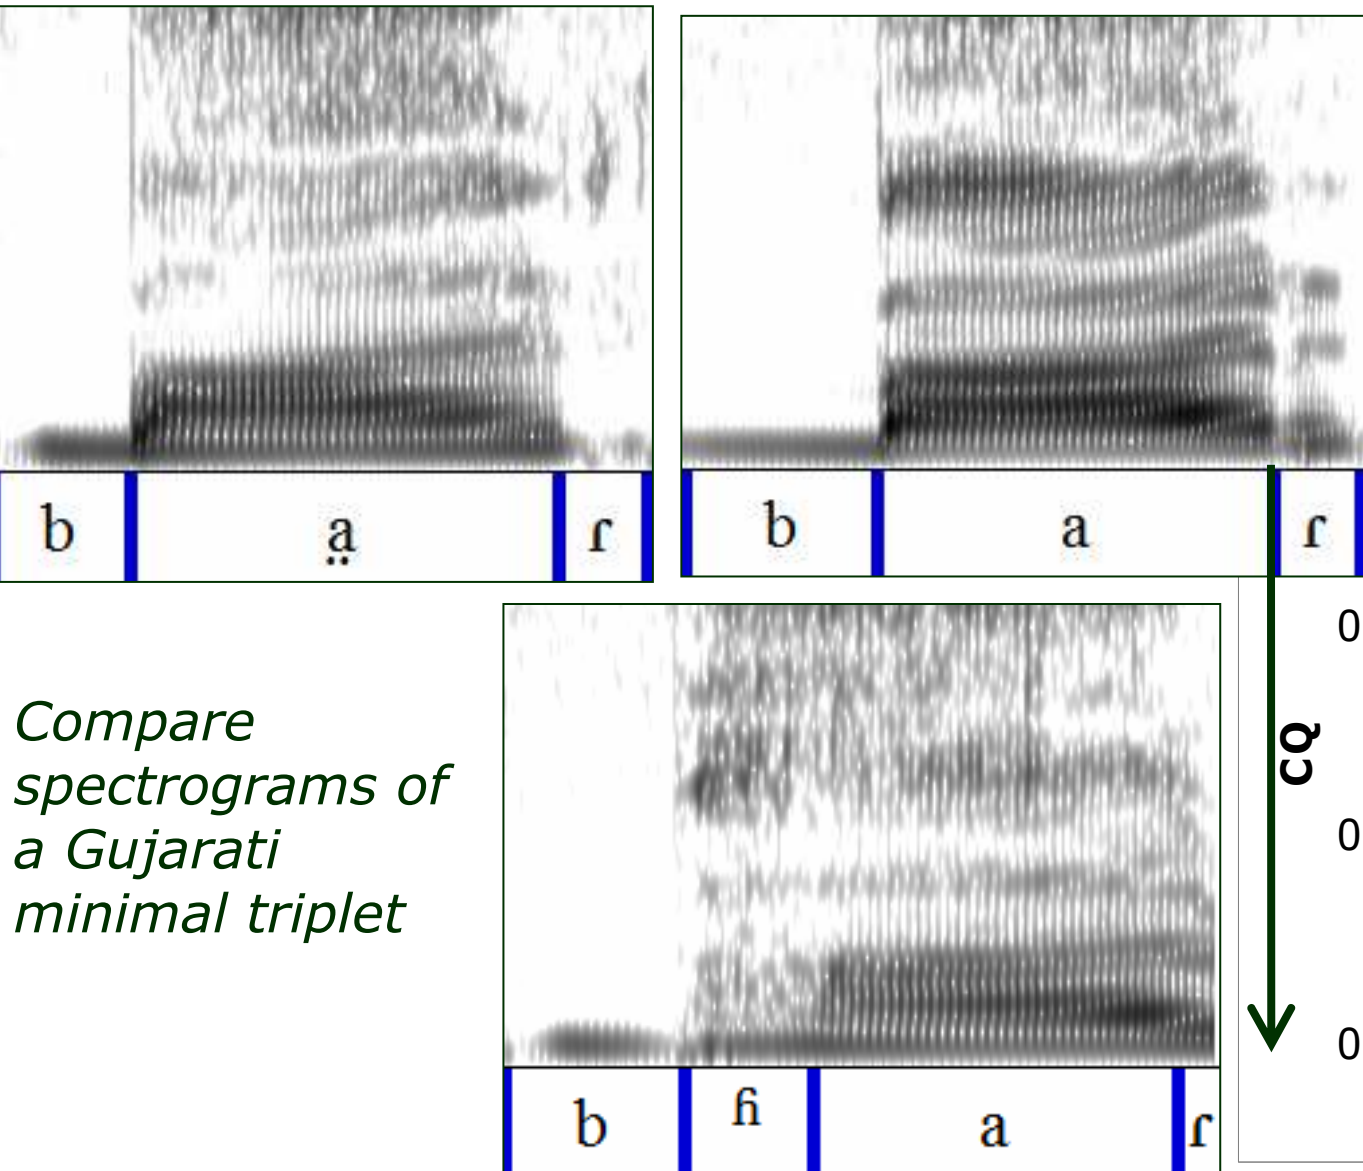 b a̤ ɾ
b a ɾ
Compare
spectrograms of
a Gujarati
minimal triplet
b ɦ a ɾ
CQ
0
0
0